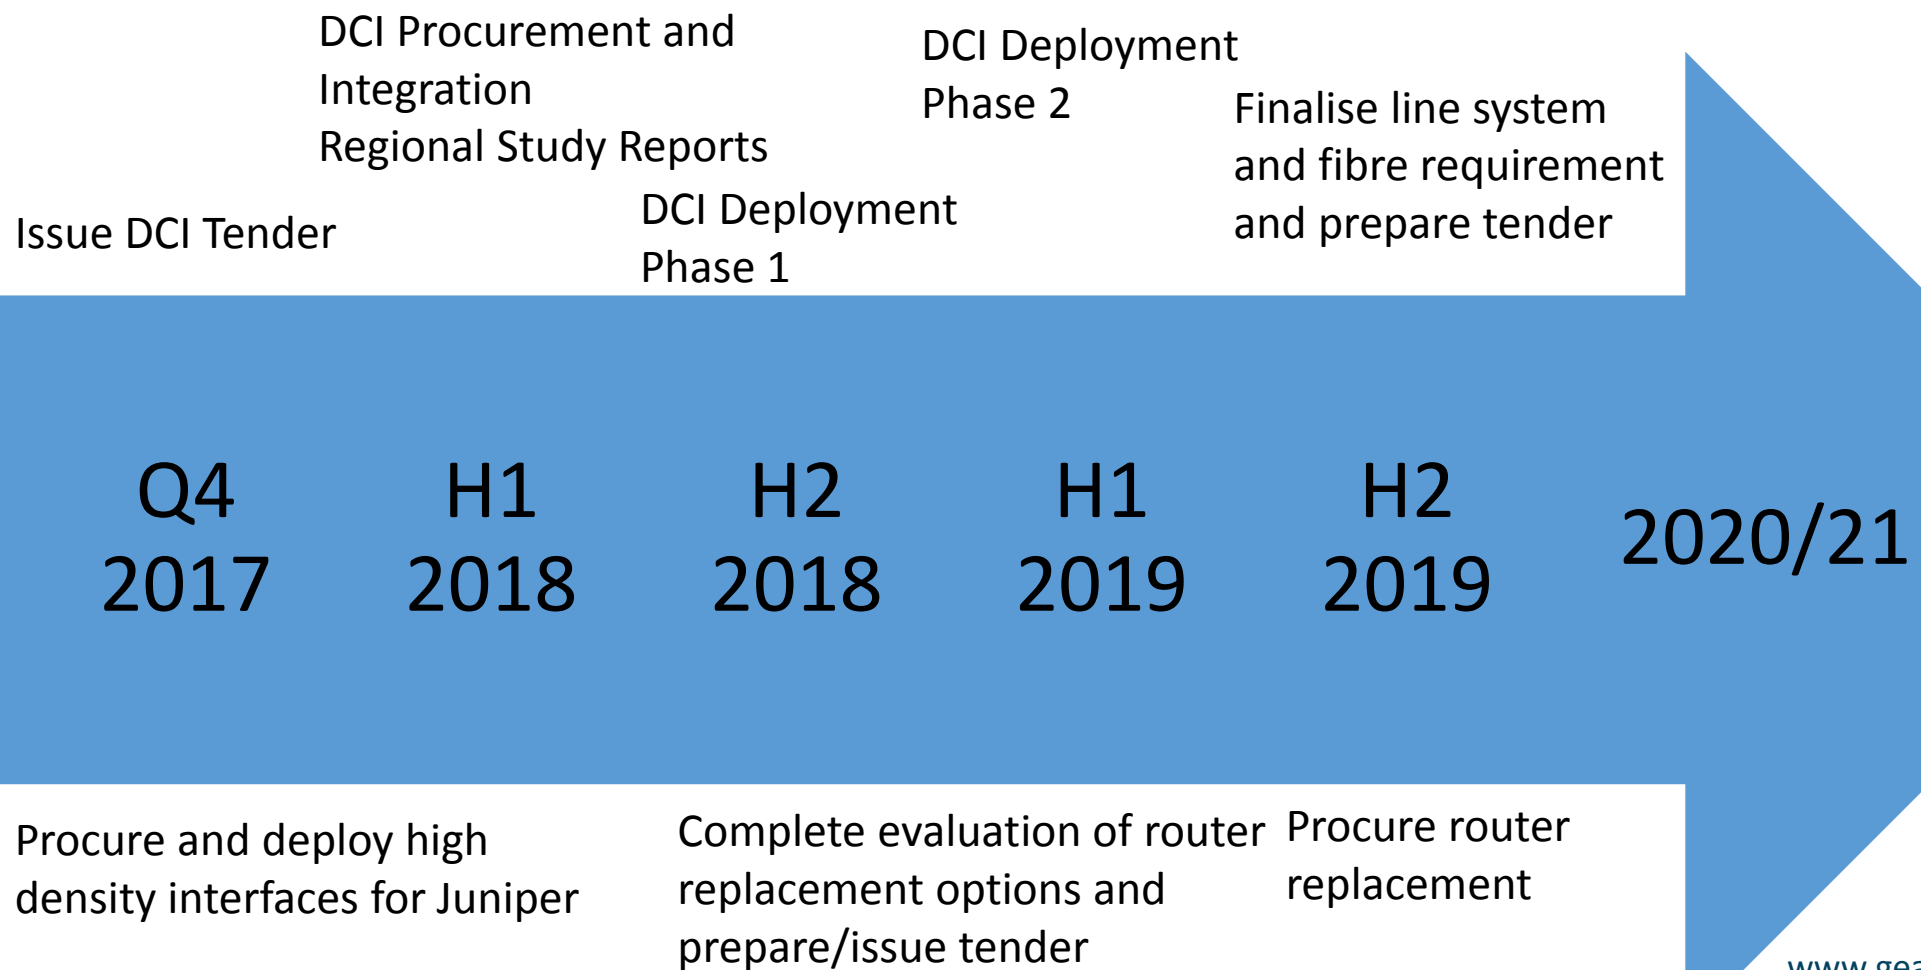 DCI Procurement and
Integration
Regional Study Reports
DCI Deployment
Phase 2
Finalise line system
and fibre requirement
and prepare tender
Issue DCI Tender
DCI Deployment
Phase 1
Q4
2017
H1
2018
H2
2018
H1
2019
H2
2019
2020/21
Procure and deploy high
density interfaces for Juniper
Complete evaluation of router
replacement options and
prepare/issue tender
Procure router
replacement